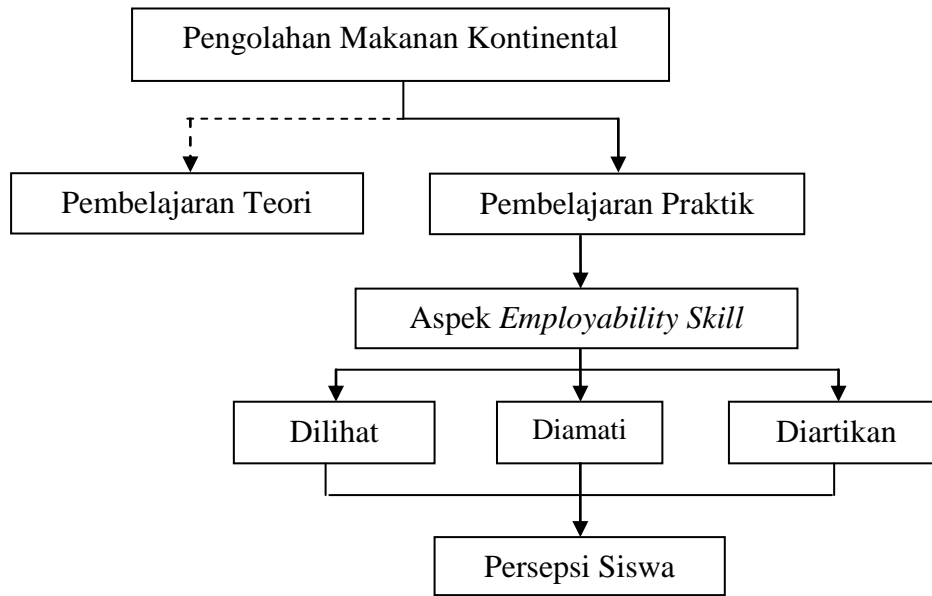 Pengolahan Makanan Kontinental
Pembelajaran Teori
Pembelajaran Praktik
Aspek Employability Skill
Dilihat
Diamati
Diartikan
Persepsi Siswa